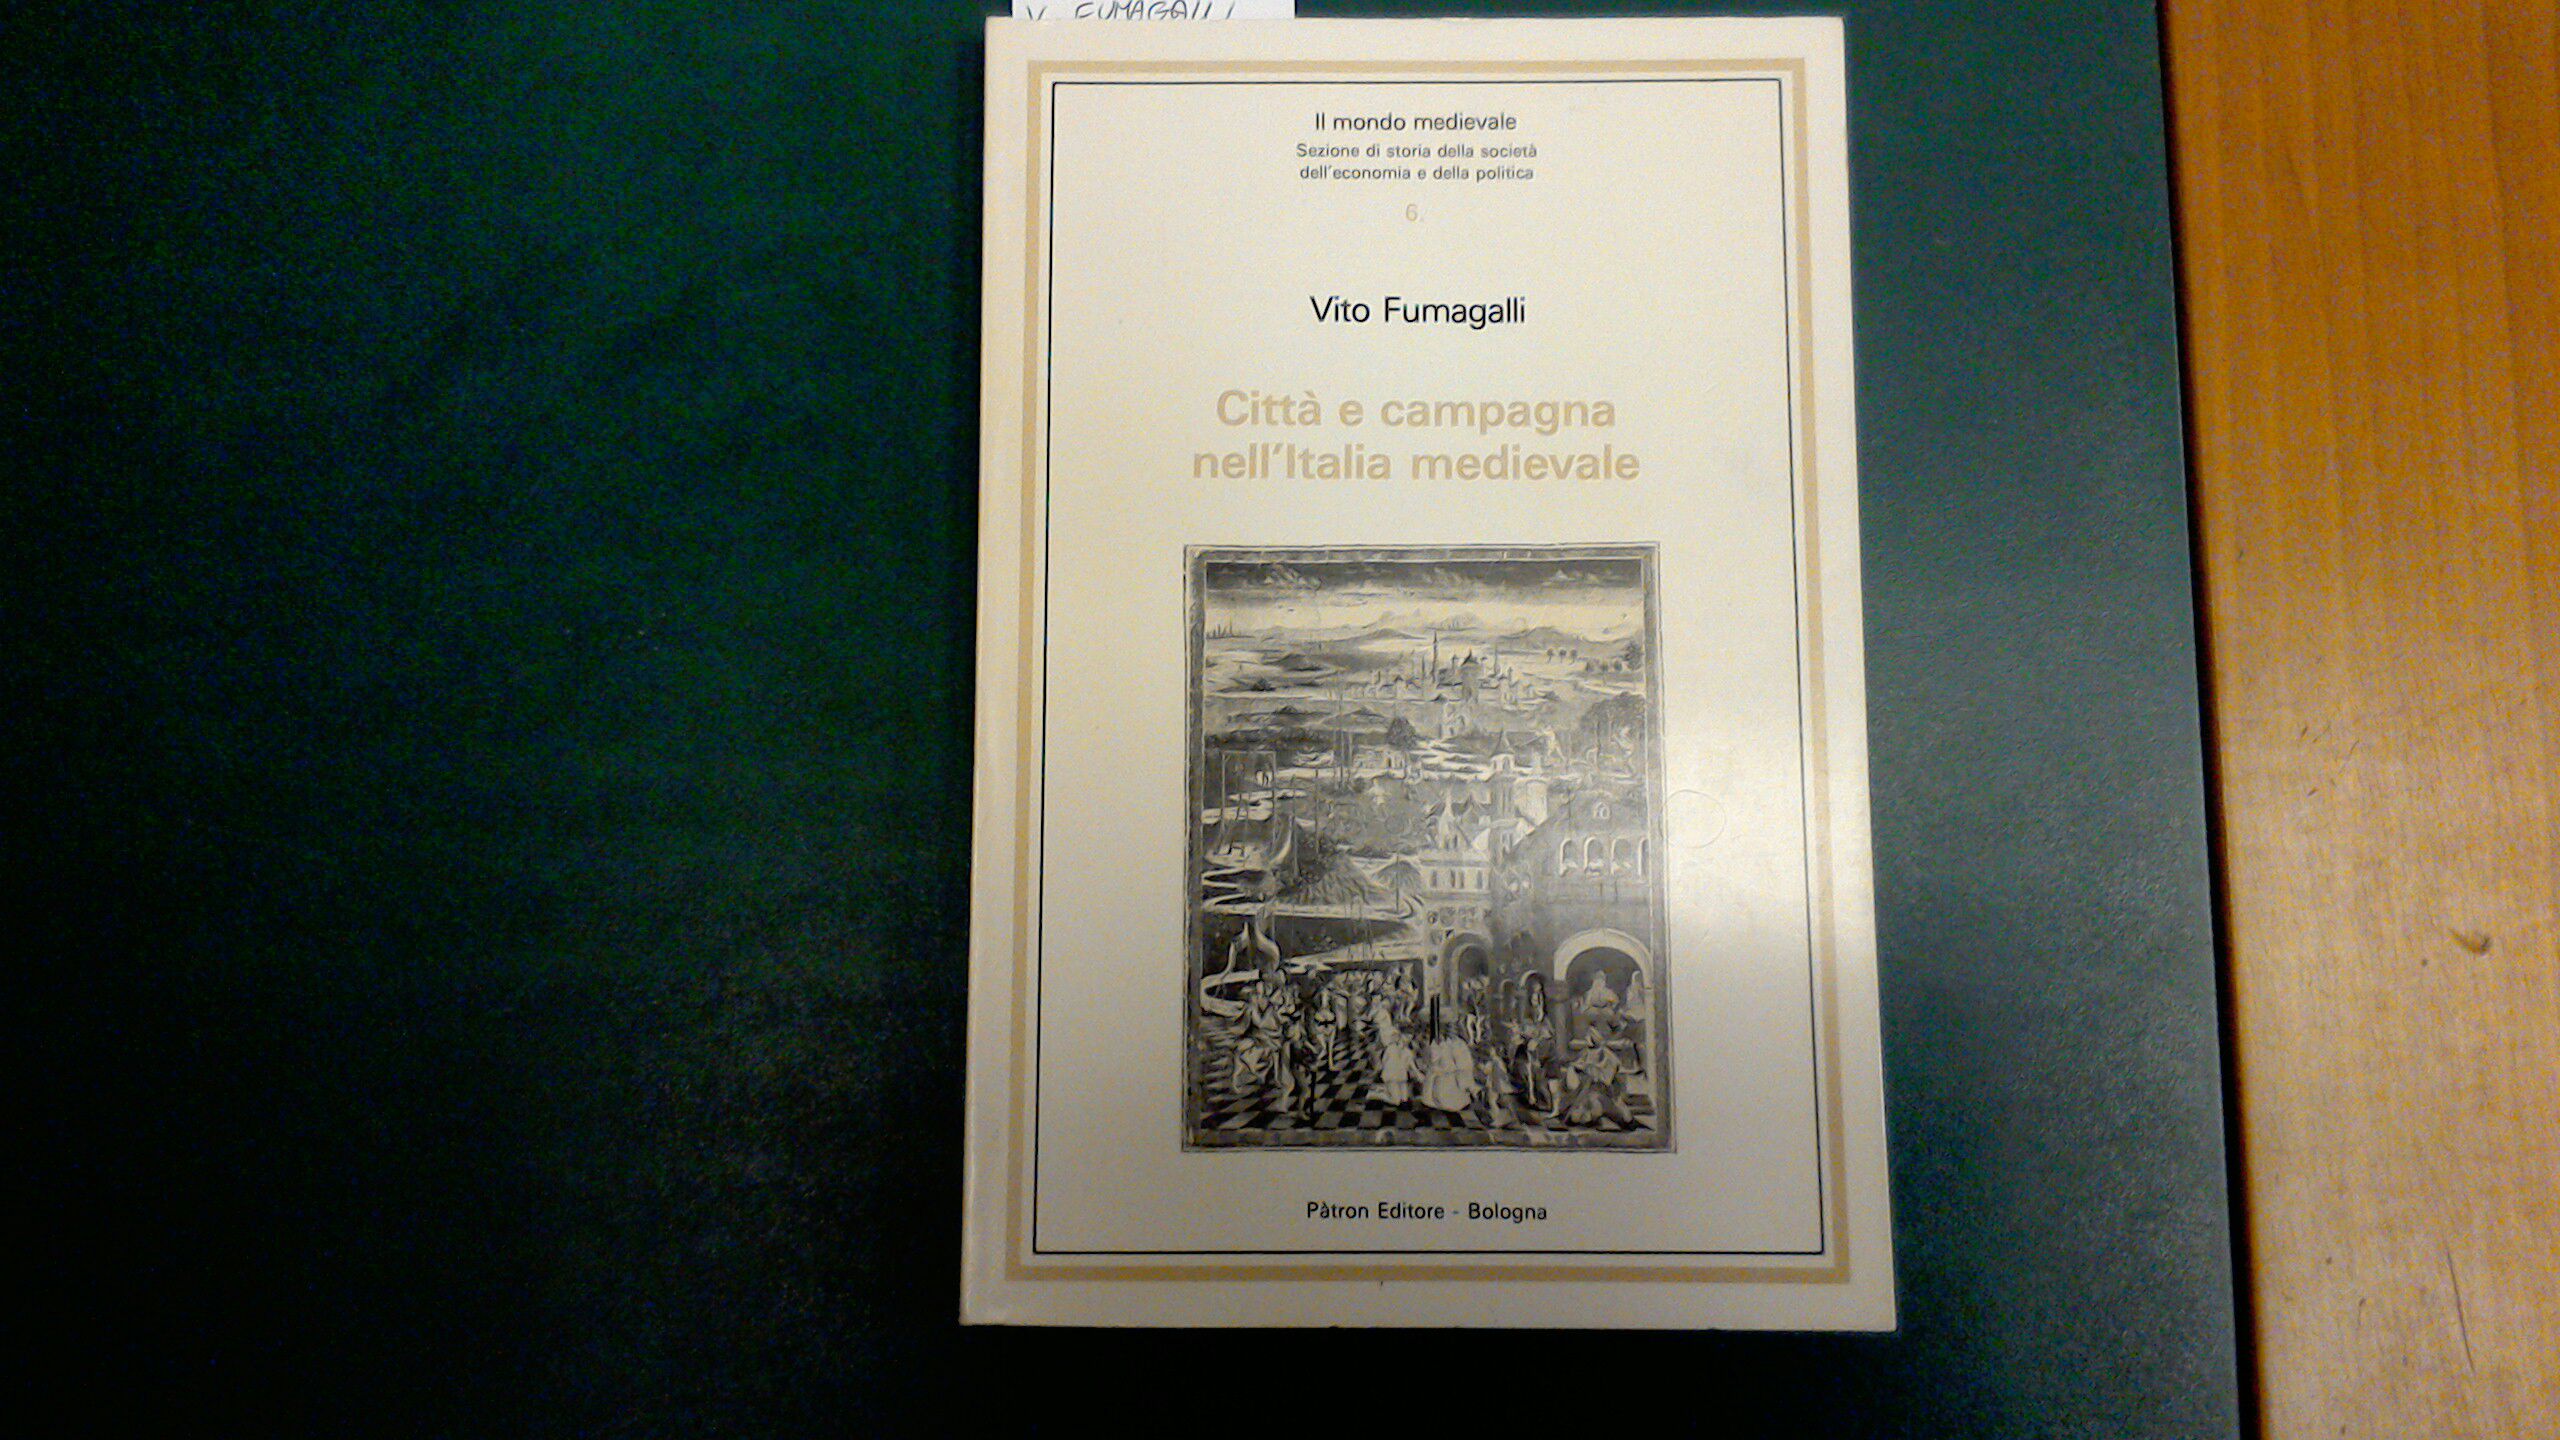 V. FUMAGALLI
Il mondo medievale
Sezione di storia della società
dell'economia e della politica
6.
Vito Fumagalli
Città e campagna
nell'Italia medievale
Pàtron Editore - Bologna